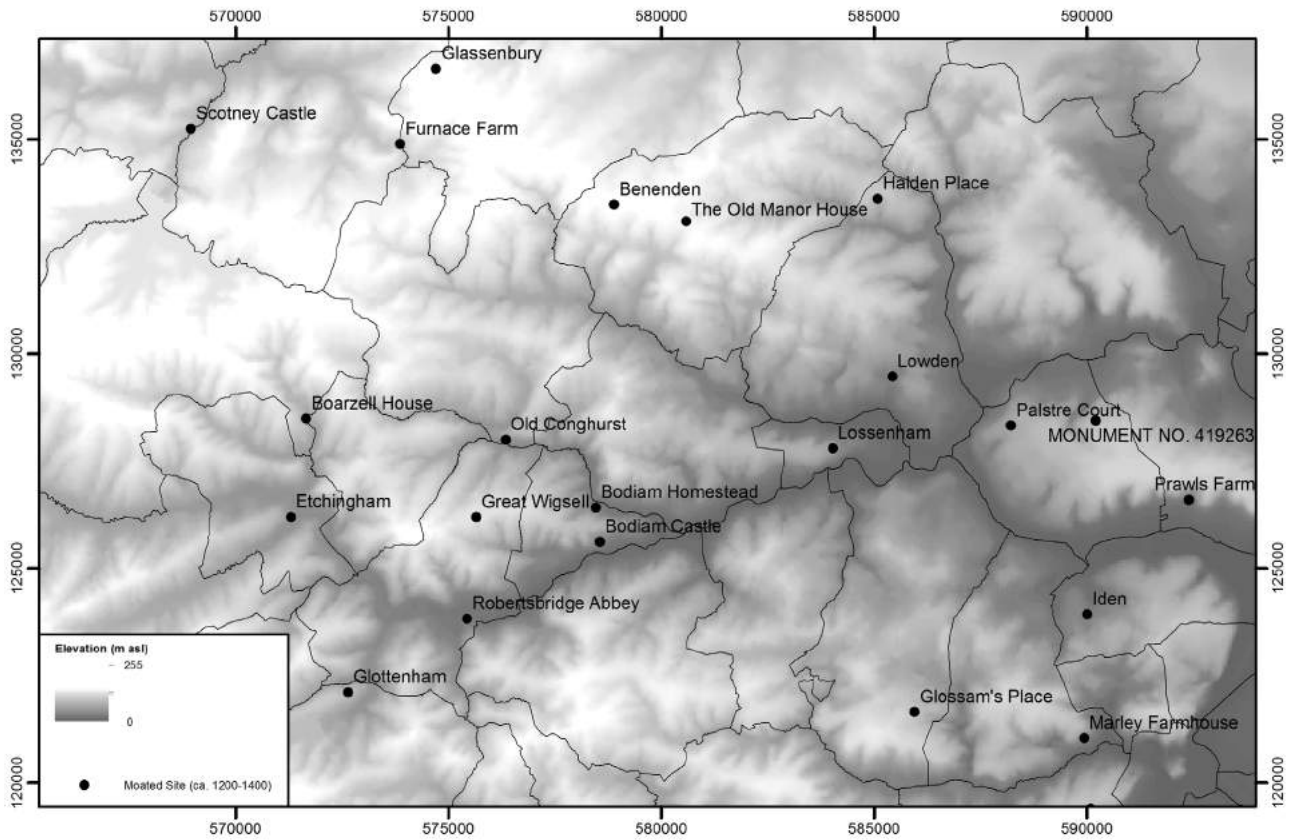 570000
575000
580000
585000
590000
Glassenbury
Scotney Castle
135000
135000
Furnace Farm
Benenden
Halden Place
The Old Manor House
130000
130000
Lowden
Boarzell House
Old Conghurst
Palstre Court
Lossenham
MONUMENT NO. 419263
Etchingham
Great Wigsell
Bodiam Homestead
Prawls Farm
Bodiam Castle
125000
125000
Robertsbridge Abbey
Iden
Elevation (m asl)
255
0
Glottenham
Glossam's Place
Marley Farmhouse
Moated Site (ca. 1200-1400)
120000
120000
570000
575000
580000
585000
590000